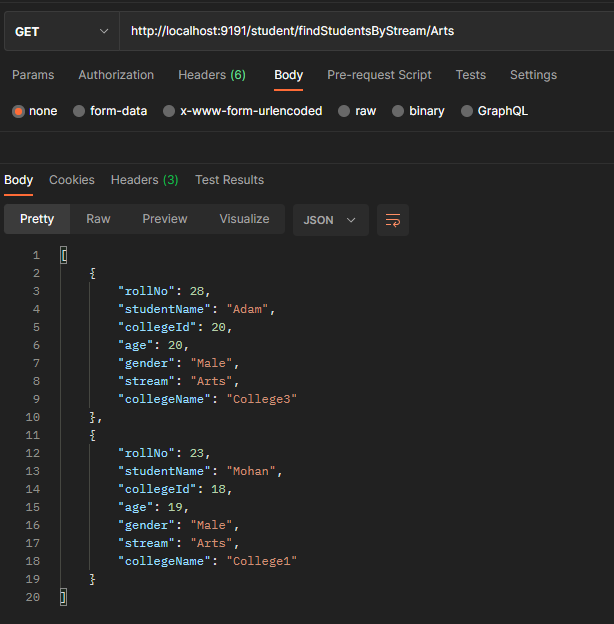 GET http://localhost:9191/student/findStudentsByStream/Arts
Params Authorization Headers (6) Body Pre-request Script Tests Settings
none form-data x-www-form-urlencoded raw binary GraphQL
Body Cookies Headers (3) Test Results
Pretty Raw Preview Visualize JSON
1 [
2 {
3 "rollNo": 28,
4 "studentName": "Adam",
5 "collegeId": 20,
6 "age": 20,
7 "gender": "Male",
8 "stream": "Arts",
9 "collegeName": "College3"
10 },
11 {
12 "rollNo": 23,
13 "studentName": "Mohan",
14 "collegeId": 18,
15 "age": 19,
16 "gender": "Male",
17 "stream": "Arts",
18 "collegeName": "College1"
19 }
20 ]